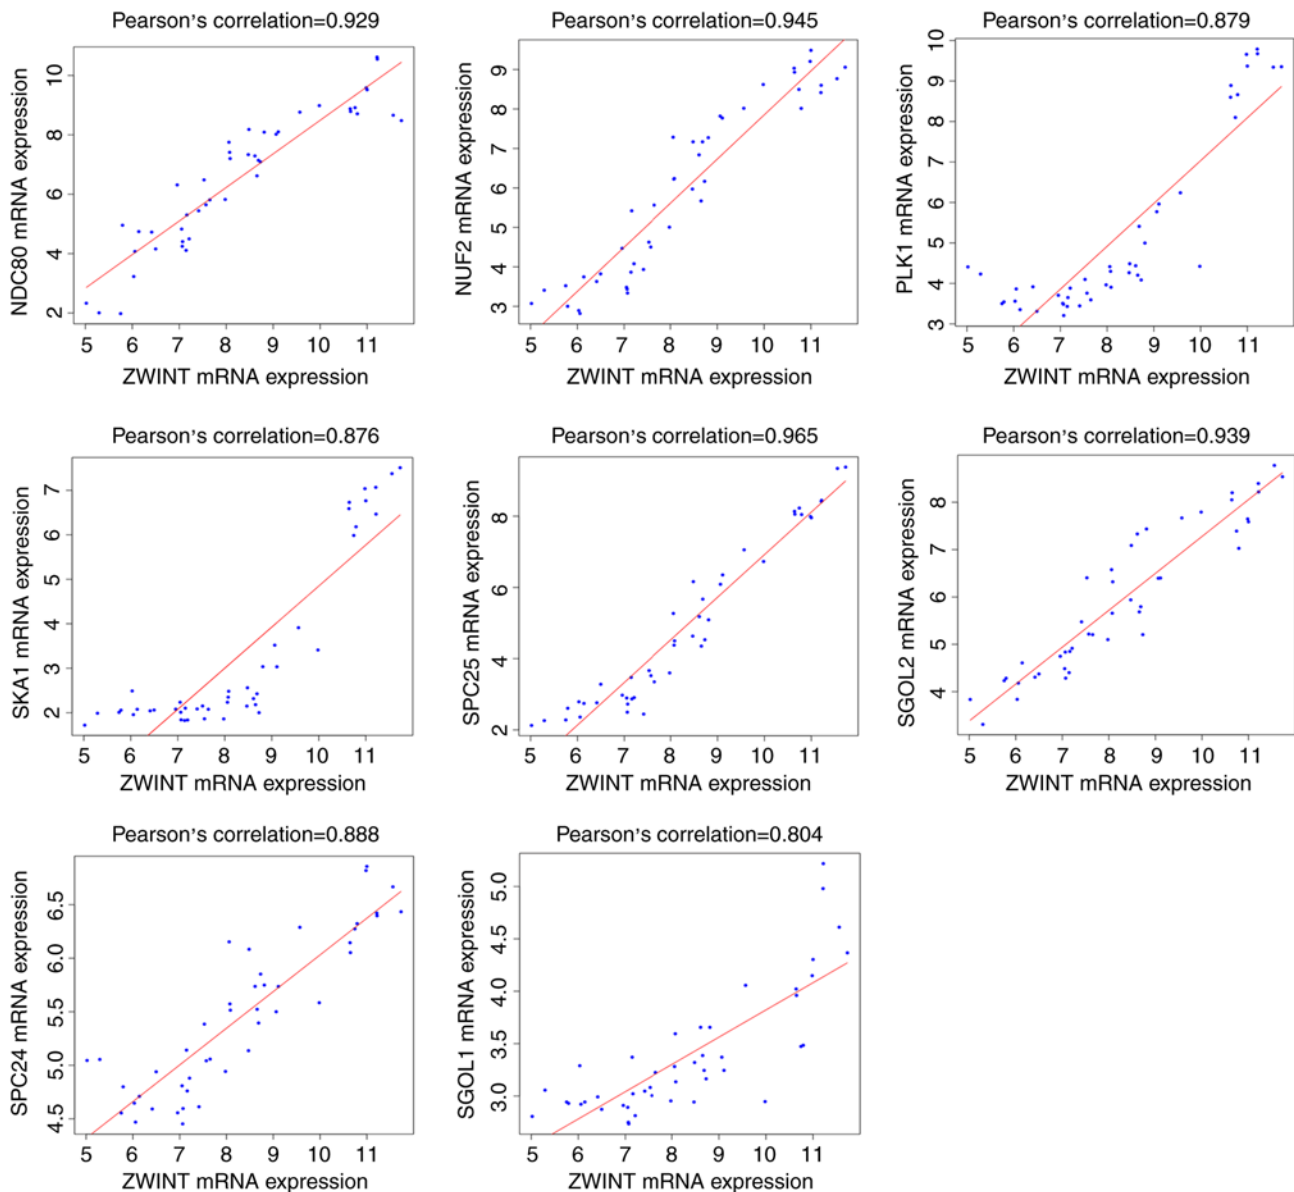 Pearson's correlation=0.929
NDC80 mRNA expression
10
8
6
4
2
5 6 7 8 9 10 11
ZWINT mRNA expression
Pearson's correlation=0.945
NUF2 mRNA expression
9
8
7
6
5
4
3
5 6 7 8 9 10 11
ZWINT mRNA expression
Pearson's correlation=0.879
PLK1 mRNA expression
10
9
8
7
6
5
4
3
5 6 7 8 9 10 11
ZWINT mRNA expression
Pearson's correlation=0.876
SKA1 mRNA expression
7
6
5
4
3
2
5 6 7 8 9 10 11
ZWINT mRNA expression
Pearson's correlation=0.965
SPC25 mRNA expression
8
6
4
2
5 6 7 8 9 10 11
ZWINT mRNA expression
Pearson's correlation=0.939
SGOL2 mRNA expression
8
7
6
5
4
5 6 7 8 9 10 11
ZWINT mRNA expression
Pearson's correlation=0.888
SPC24 mRNA expression
6.5
6.0
5.5
5.0
4.5
5 6 7 8 9 10 11
ZWINT mRNA expression
Pearson's correlation=0.804
SGOL1 mRNA expression
5.0
4.5
4.0
3.5
3.0
5 6 7 8 9 10 11
ZWINT mRNA expression